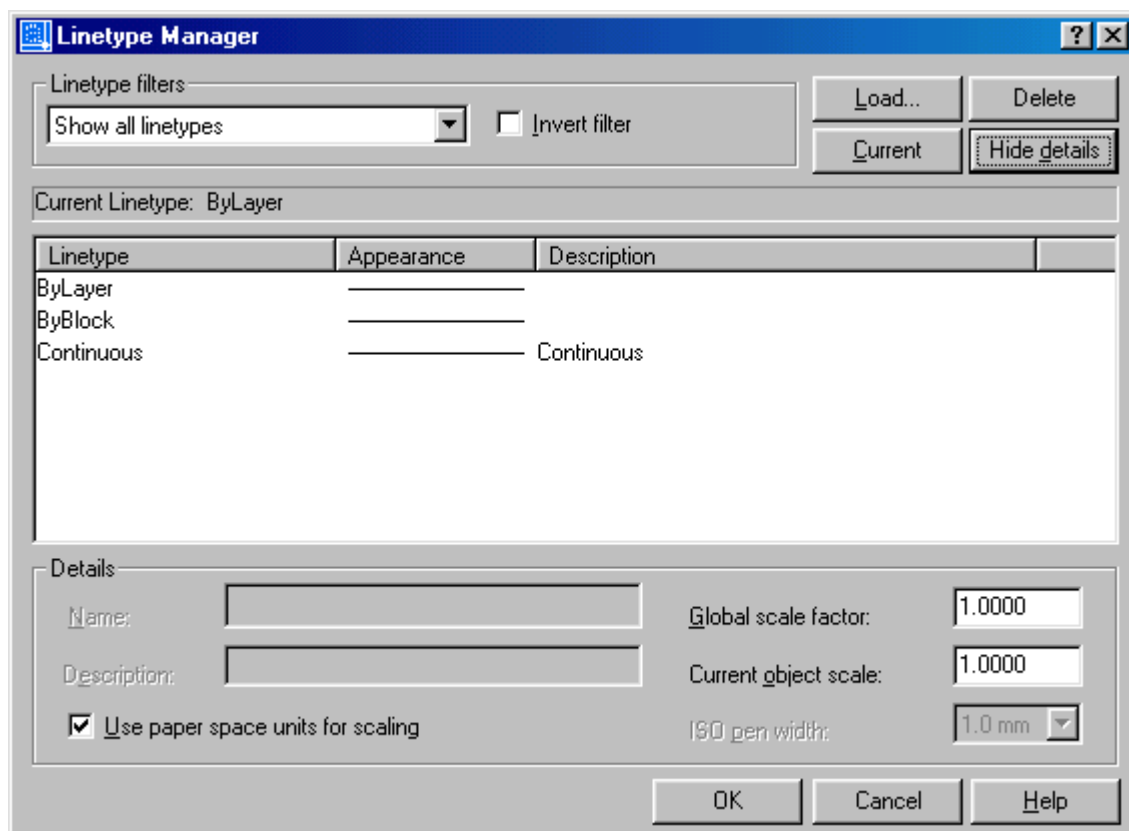 Linetype Manager
Linetype filters
Show all linetypes
Invert filter
Load...
Delete
Current
Hide details
Current Linetype: ByLayer
Linetype Appearance Description
ByLayer
ByBlock
Continuous Continuous
Details
Name:
Global scale factor: 1.0000
Description:
Current object scale: 1.0000
Use paper space units for scaling
ISO pen width: 1.0 mm
OK
Cancel
Help